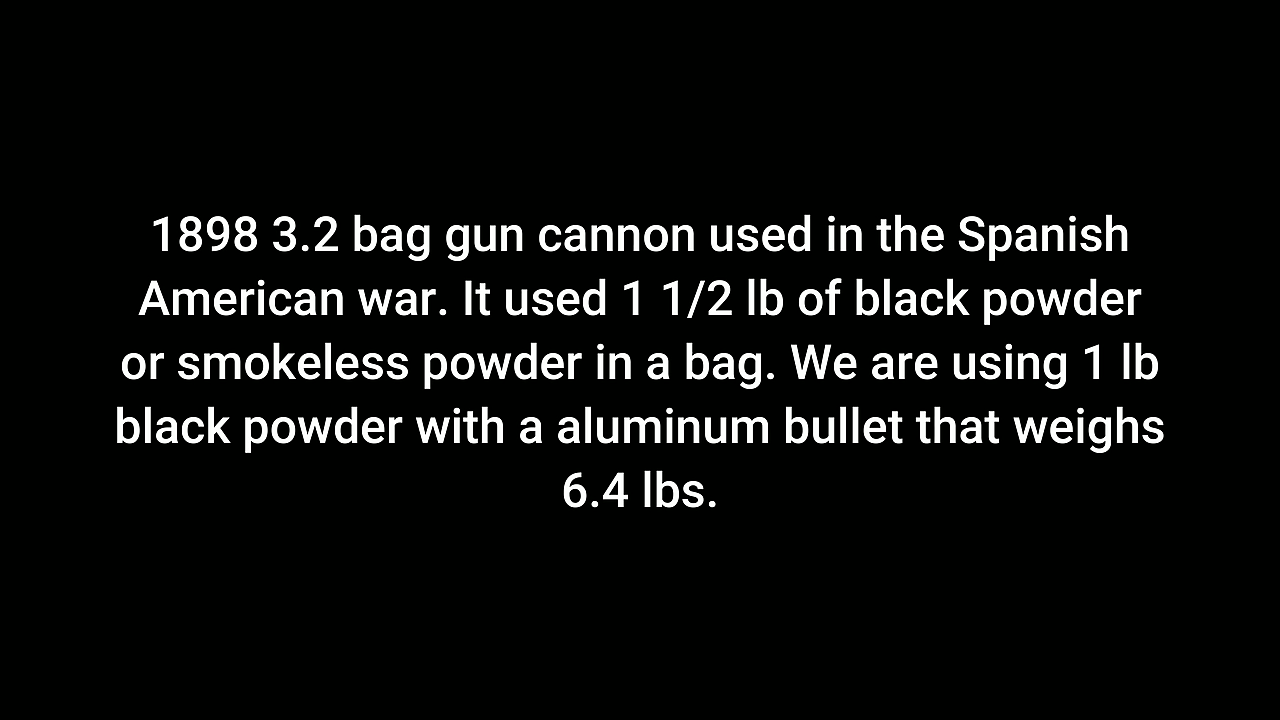 1898 3.2 bag gun cannon used in the Spanish
American war. It used 1 1/2 lb of black powder
or smokeless powder in a bag. We are using 1 lb
black powder with a aluminum bullet that weighs
6.4 lbs.